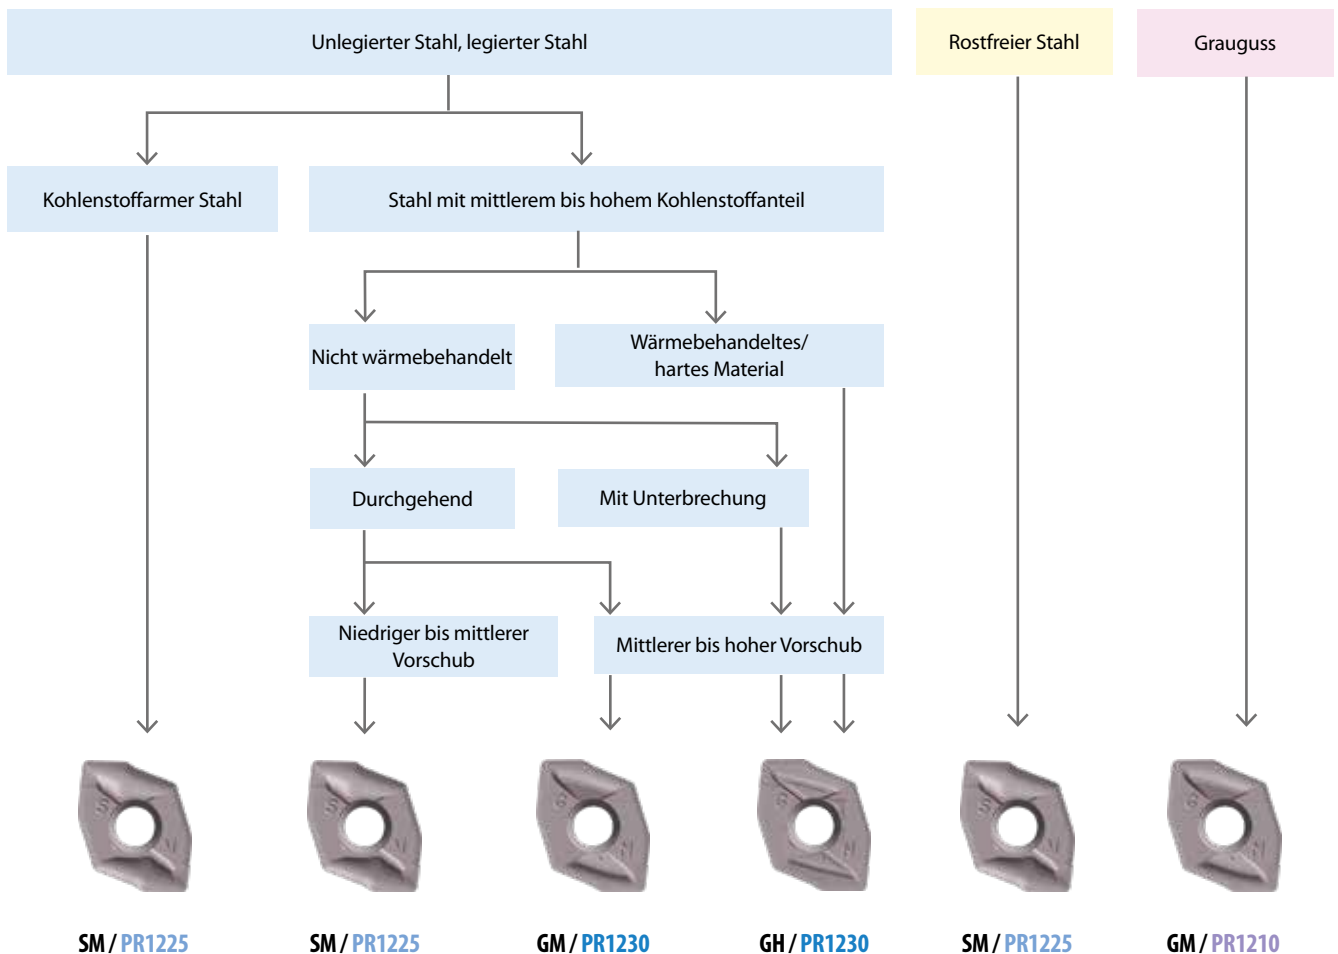 Unlegierter Stahl, legierter Stahl
Rostfreier Stahl
Grauguss
Kohlenstoffarmer Stahl
Stahl mit mittlerem bis hohem Kohlenstoffanteil
Nicht wärmebehandelt
Wärmebehandeltes/
hartes Material
Durchgehend
Mit Unterbrechung
Niedriger bis mittlerer
Vorschub
Mittlerer bis hoher Vorschub
SM / PR1225
SM / PR1225
GM / PR1230
GH / PR1230
SM / PR1225
GM / PR1210